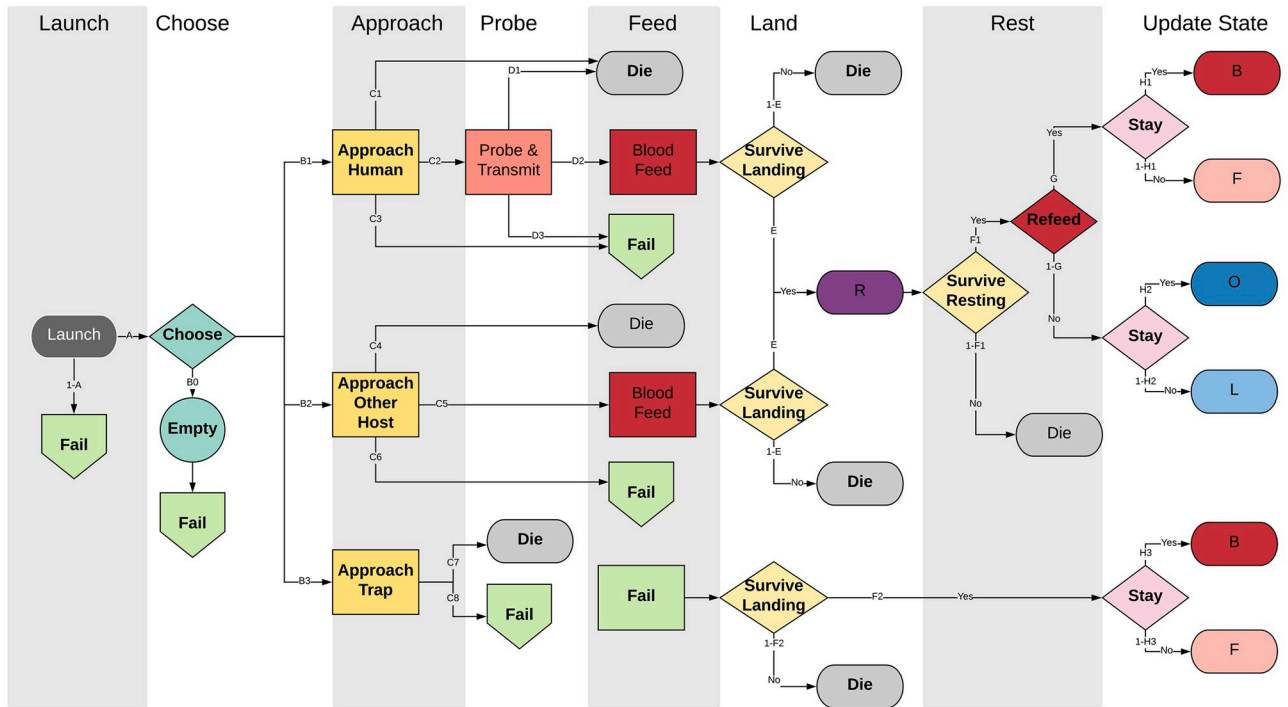 Launch
Choose
Approach
Probe
Feed
Land
Rest
Update State
Launch
A
1-A
Fail
Choose
B0
Empty
Fail
B1
B2
B3
Approach
Human
C1
C2
C3
Probe &
Transmit
D1
D2
D3
Die
Blood
Feed
Fail
Survive
Landing
1-E
No
Die
E
Approach
Other
Host
C4
C5
C6
Die
Blood
Feed
Fail
Survive
Landing
E
Yes
1-E
No
Die
R
Survive
Resting
F1
Yes
1-F1
No
Die
Refeed
G
Yes
1-G
No
Stay
H1
Yes
B
1-H1
No
F
Stay
H2
Yes
O
1-H2
No
L
Approach
Trap
C7
C8
Die
Fail
Fail
Survive
Landing
F2
Yes
1-F2
No
Die
Stay
H3
Yes
B
1-H3
No
F